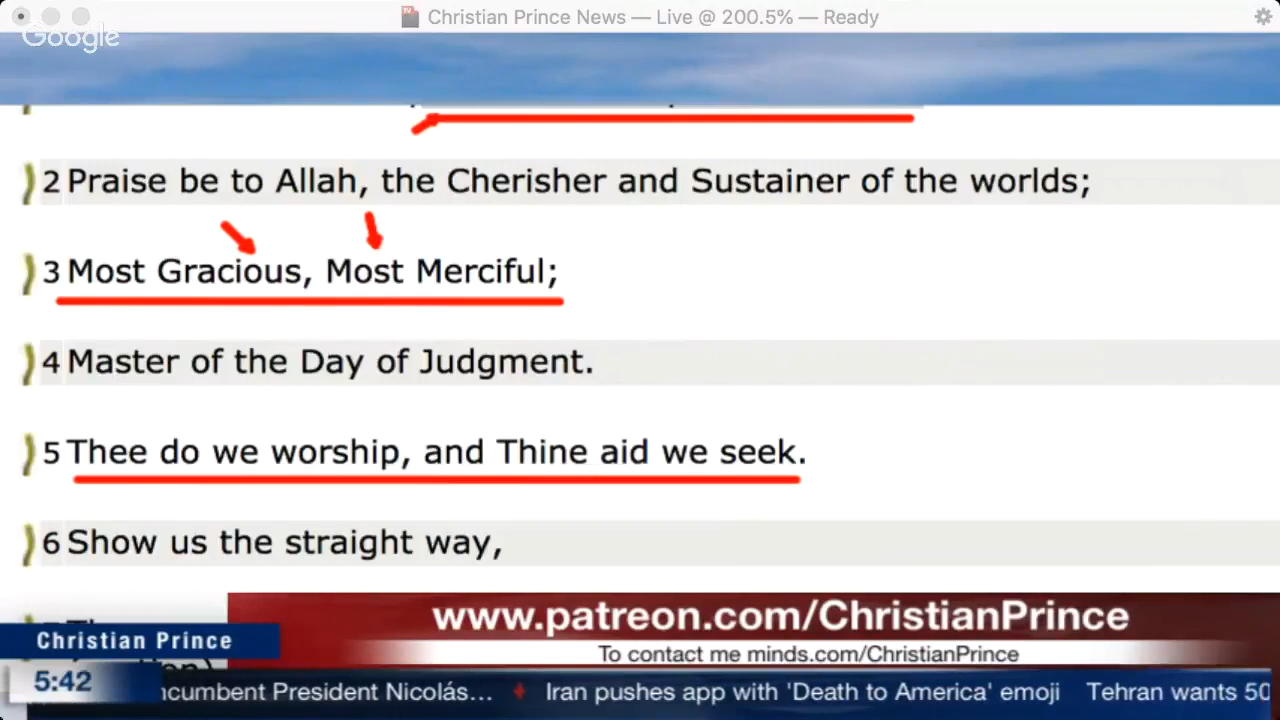 Christian Prince News — Live @ 200.5% — Ready
Google
2 Praise be to Allah, the Cherisher and Sustainer of the worlds;
3 Most Gracious, Most Merciful;
4 Master of the Day of Judgment.
5 Thee do we worship, and Thine aid we seek.
6 Show us the straight way,
www.patreon.com/ChristianPrince
Christian Prince
To contact me minds.com/ChristianPrince
5:42
President Nicolás... Iran pushes app with 'Death to America' emoji Tehran wants